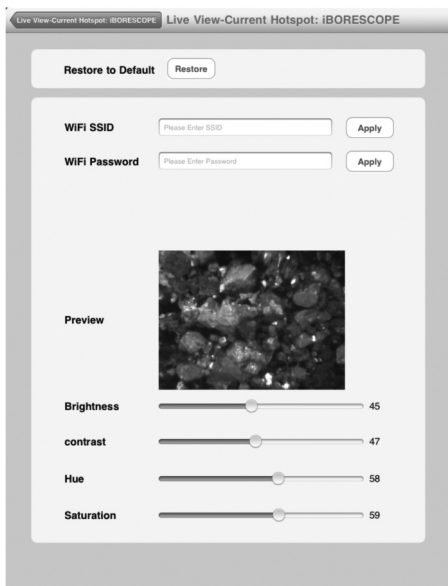 Live View-Current Hotspot: iBORESCOPE Live View-Current Hotspot: iBORESCOPE
Restore to Default Restore
WiFi SSID Please Enter SSID Apply
WiFi Password Please Enter Password Apply
Preview
Brightness 45
contrast 47
Hue 58
Saturation 59